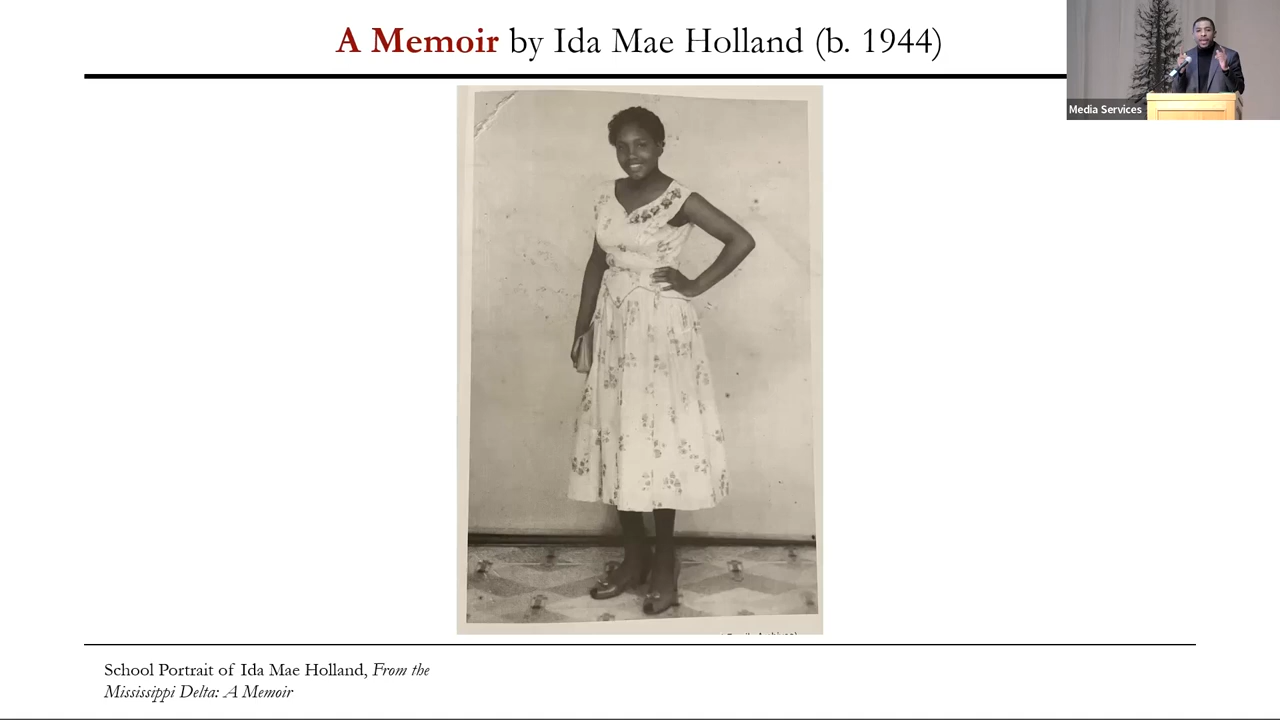 A Memoir by Ida Mae Holland (b. 1944)
Media Services
School Portrait of Ida Mae Holland, From the
Mississippi Delta: A Memoir